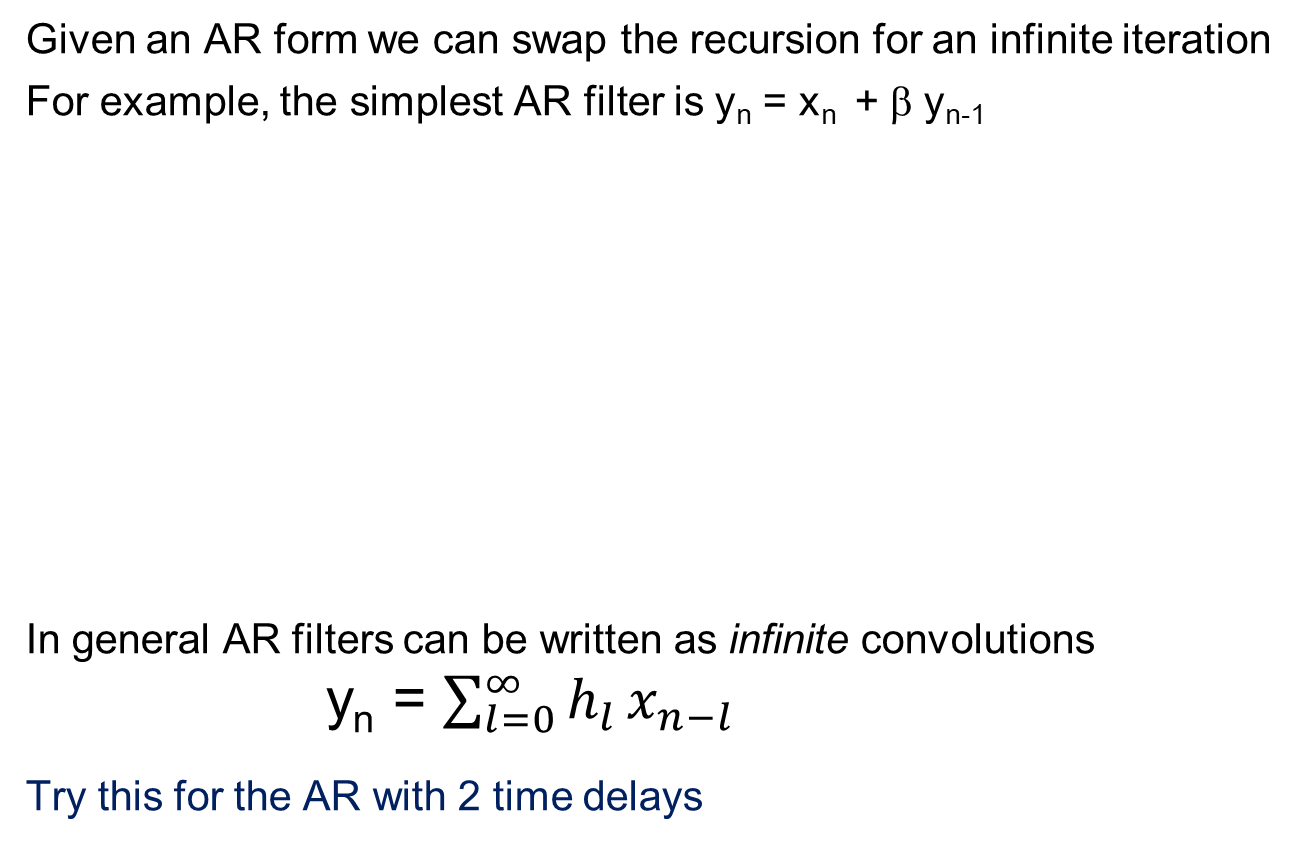 Given an AR form we can swap the recursion for an infinite iteration
For example, the simplest AR filter is yₙ = xₙ + β yₙ₋₁
In general AR filters can be written as infinite convolutions
yₙ = ∑_{l=0}^{∞} h_l x_{n−l}
Try this for the AR with 2 time delays